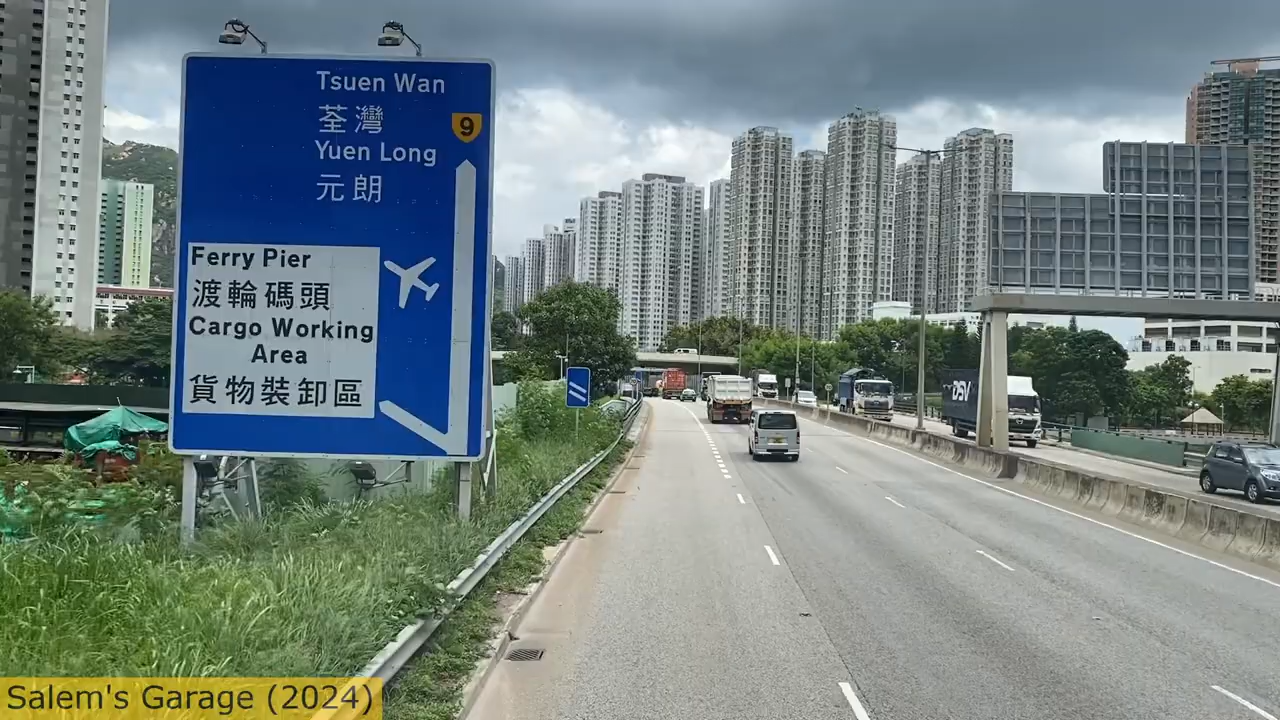 Tsuen Wan
荃灣
9
Yuen Long
元朗
Ferry Pier
渡輪碼頭
Cargo Working
Area
貨物裝卸區
DSV
Salem's Garage (2024)